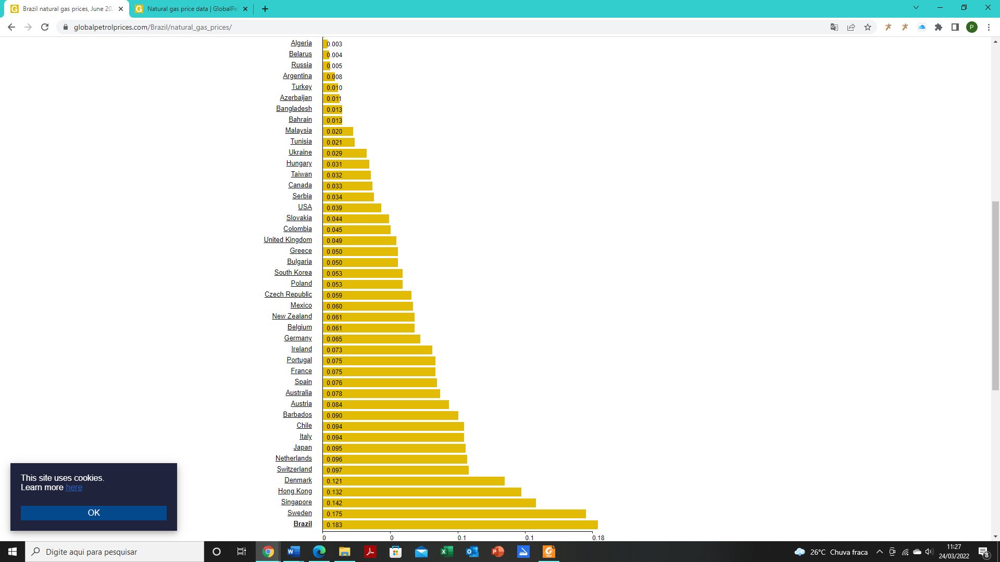 Brazil natural gas prices, June 202
Natural gas price data | GlobalPe
globalpetrolprices.com/Brazil/natural_gas_prices/
P
Algeria 0.003
Belarus 0.004
Russia 0.005
Argentina 0.008
Turkey 0.010
Azerbaijan 0.011
Bangladesh 0.013
Bahrain 0.013
Malaysia 0.020
Tunisia 0.021
Ukraine 0.029
Hungary 0.031
Taiwan 0.032
Canada 0.033
Serbia 0.034
USA 0.039
Slovakia 0.044
Colombia 0.045
United Kingdom 0.049
Greece 0.050
Bulgaria 0.050
South Korea 0.053
Poland 0.053
Czech Republic 0.059
Mexico 0.060
New Zealand 0.061
Belgium 0.061
Germany 0.065
Ireland 0.073
Portugal 0.075
France 0.075
Spain 0.076
Australia 0.078
Austria 0.084
Barbados 0.090
Chile 0.094
Italy 0.094
Japan 0.095
Netherlands 0.096
Switzerland 0.097
Denmark 0.121
Hong Kong 0.132
Singapore 0.142
Sweden 0.175
Brazil 0.183
0 0 0.1 0.1 0.18
This site uses cookies.
Learn more here
OK
Digite aqui para pesquisar
26°C Chuva fraca
11:27
24/03/2022
8